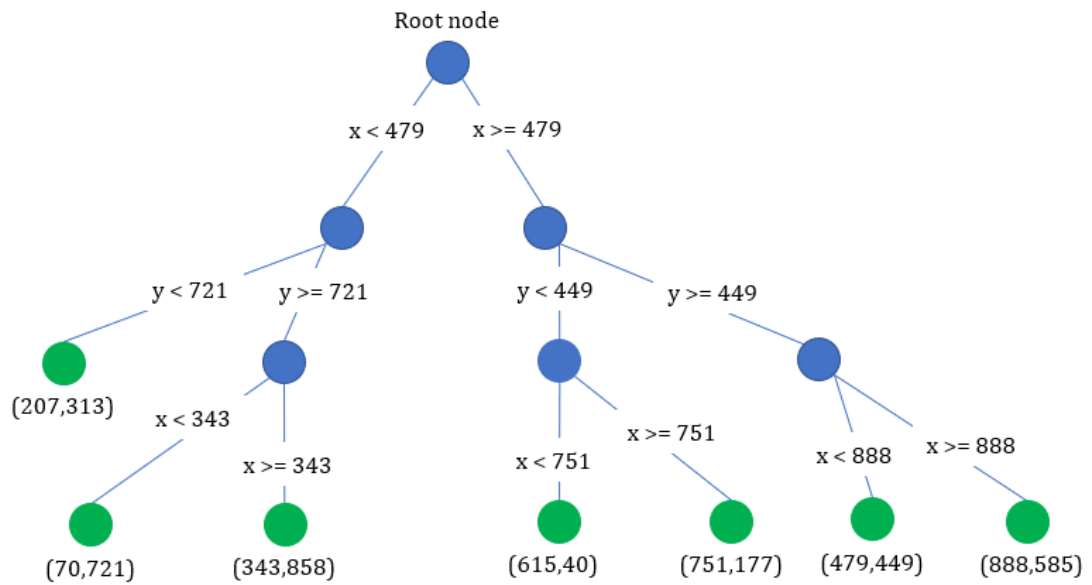 Root node
x < 479
x >= 479
y < 721
y >= 721
y < 449
y >= 449
(207,313)
x < 343
x >= 343
x < 751
x >= 751
x < 888
x >= 888
(70,721)
(343,858)
(615,40)
(751,177)
(479,449)
(888,585)